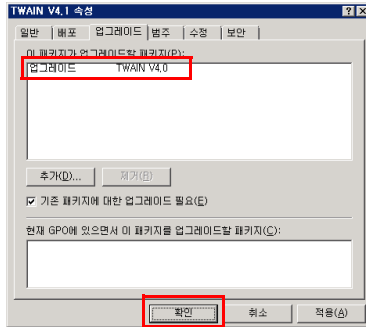 TWAIN V4.1 속성
일반 배포 업그레이드 범주 수정 보안
이 패키지가 업그레이드할 패키지(P):
업그레이드 TWAIN V4.0
추가(D)... 제거(R)
기존 패키지에 대한 업그레이드 필요(E)
현재 GPO에 있으면서 이 패키지를 업그레이드할 패키지(C):
확인 취소 적용(A)